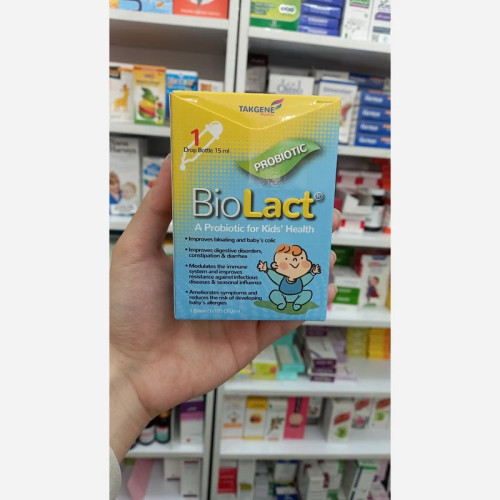 TAKGENE
1
Drop Bottle 15 ml
PROBIOTIC
BioLact®
A Probiotic for Kids' Health
• Improves bloating and baby's colic
• Improves digestive disorders,
constipation & diarrhea
• Modulates the immune
system and improves
resistance against infectious
diseases & seasonal influenza
• Ameliorates symptoms and
reduces the risk of developing
baby's allergies